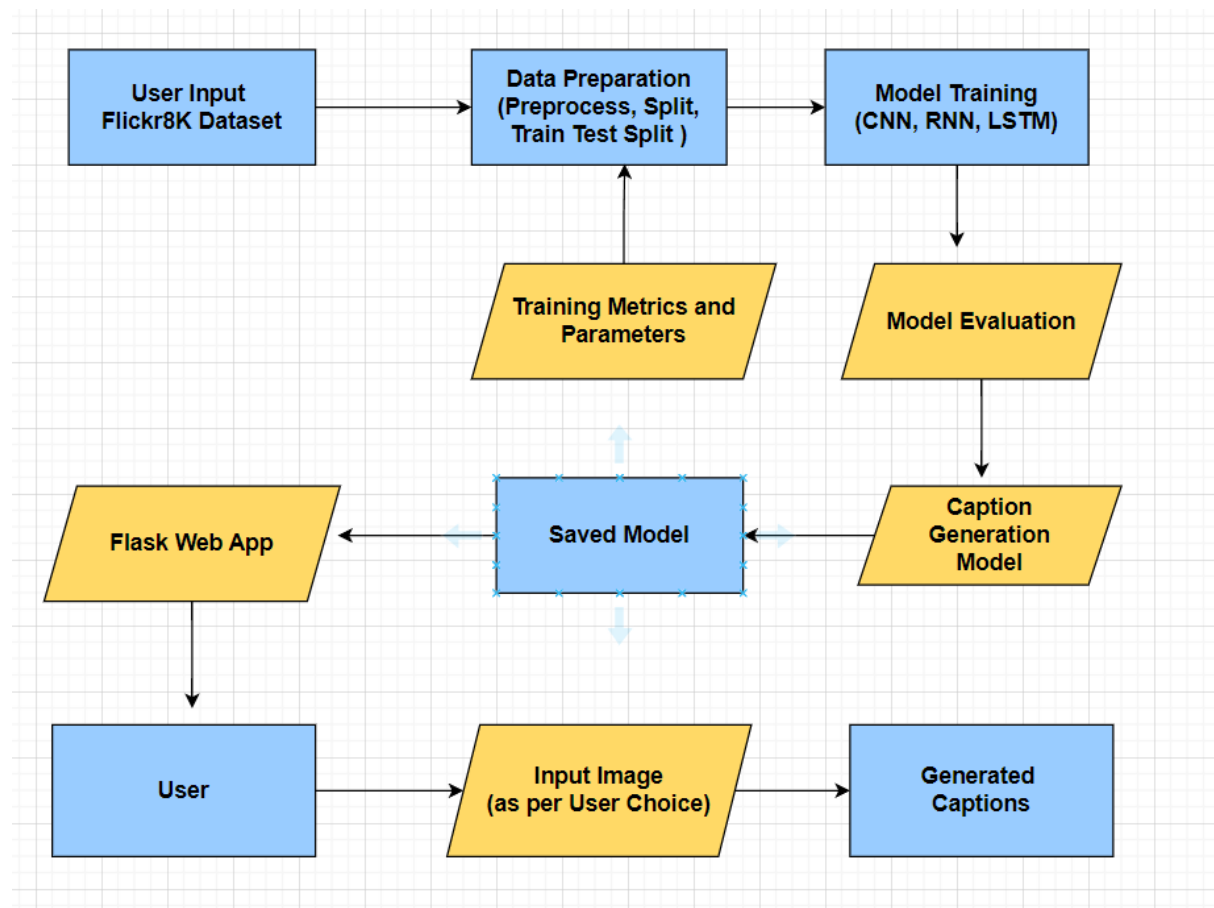 User Input
Flickr8K Dataset
Data Preparation
(Preprocess, Split,
Train Test Split )
Model Training
(CNN, RNN, LSTM)
Training Metrics and
Parameters
Model Evaluation
Flask Web App
Saved Model
Caption
Generation
Model
User
Input Image
(as per User Choice)
Generated
Captions